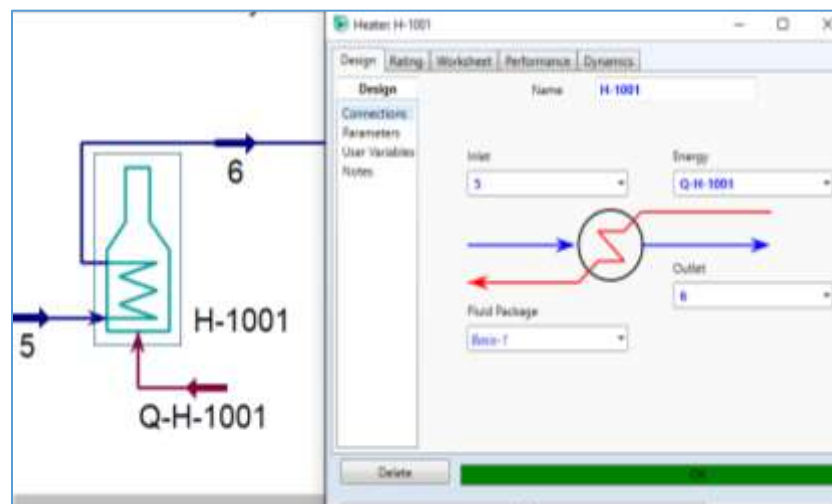 6
H-1001
5
Q-H-1001
Heater: H-1001
Design Rating Worksheet Performance Dynamics
Design
Connections
Parameters
User Variables
Notes
Name H-1001
Inlet
5
Energy
Q-H-1001
Outlet
6
Fluid Package
Basis-1
Delete
OK